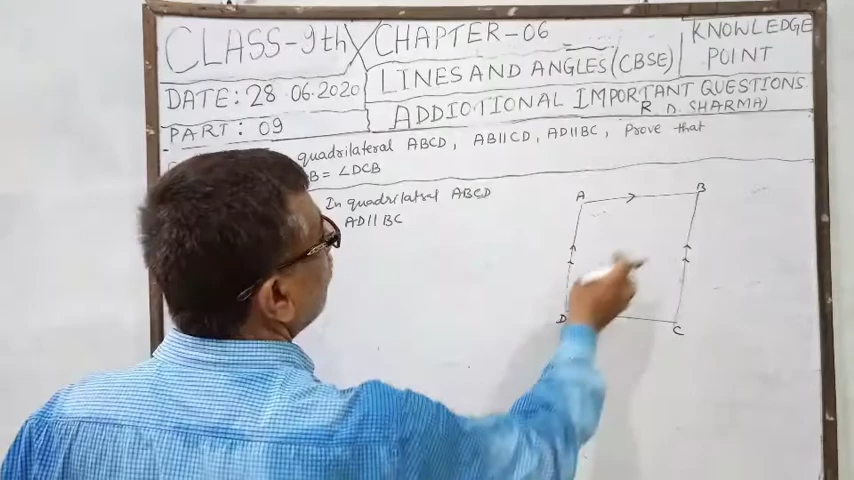 CLASS-9th
CHAPTER-06
KNOWLEDGE
POINT
LINES AND ANGLES (CBSE)
DATE: 28.06.2020
ADDIOTIONAL IMPORTANT QUESTIONS
R D. SHARMA)
PART: 09
quadrilateral ABCD, AB||CD, AD||BC, Prove that
B = ∠DCB
In quadrilateral ABCD
AD||BC
A
B
D
C